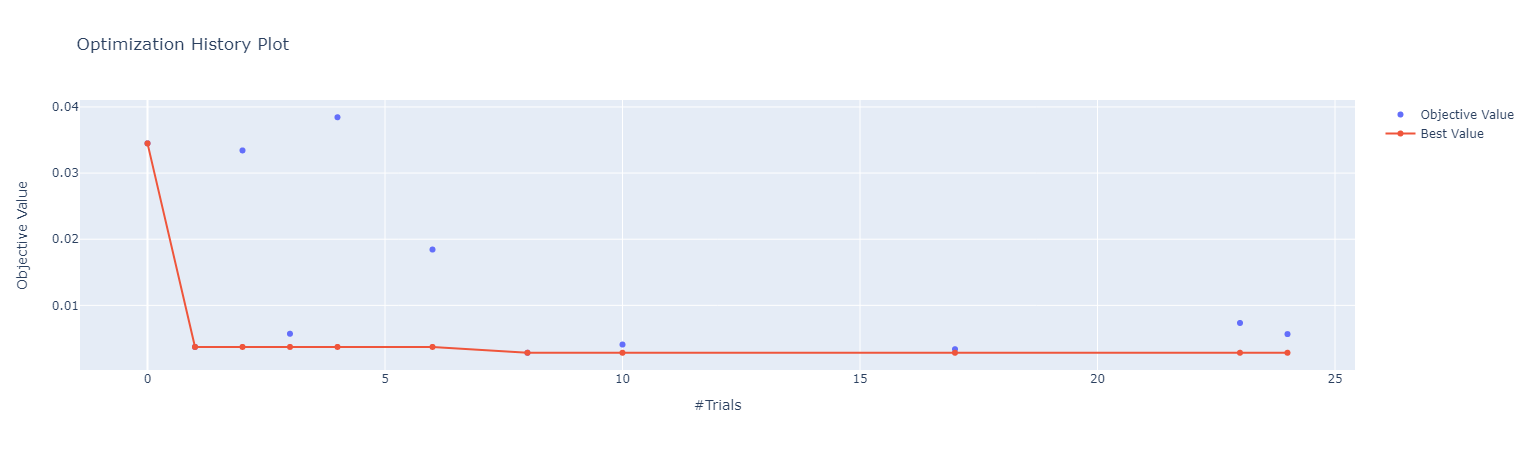 Optimization History Plot
Objective Value
0.04
0.03
0.02
0.01
0 5 10 15 20 25
#Trials
Objective Value
Best Value